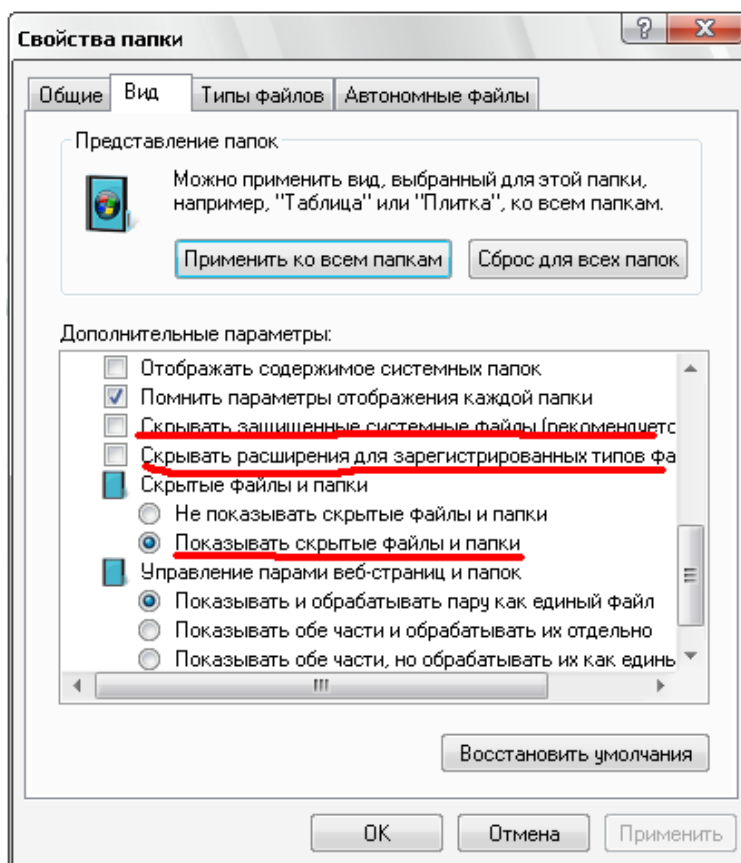 Свойства папки
Общие Вид Типы файлов Автономные файлы
Представление папок
Можно применить вид, выбранный для этой папки,
например, "Таблица" или "Плитка", ко всем папкам.
Применить ко всем папкам Сброс для всех папок
Дополнительные параметры:
Отображать содержимое системных папок
Помнить параметры отображения каждой папки
Скрывать защищенные системные файлы (рекомендуетс
Скрывать расширения для зарегистрированных типов фа
Скрытые файлы и папки
Не показывать скрытые файлы и папки
Показывать скрытые файлы и папки
Управление парами веб-страниц и папок
Показывать и обрабатывать пару как единый файл
Показывать обе части и обрабатывать их отдельно
Показывать обе части, но обрабатывать их как едины
Восстановить умолчания
OK Отмена Применить